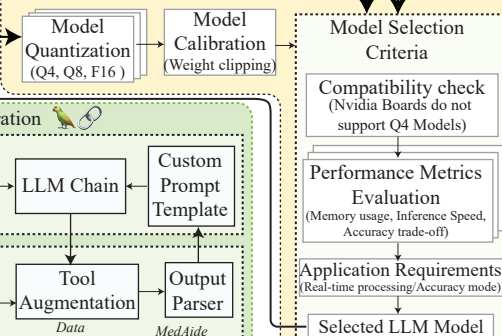 Model
Quantization
(Q4, Q8, F16 )
Model
Calibration
(Weight clipping)
Model Selection
Criteria
Compatibility check
(Nvidia Boards do not
support Q4 Models)
Performance Metrics
Evaluation
(Memory usage, Inference Speed,
Accuracy trade-off)
Application Requirements
(Real-time processing/Accuracy mode)
Selected LLM Model
ration
LLM Chain
Custom
Prompt
Template
Tool
Augmentation
Output
Parser
Data
MedAide